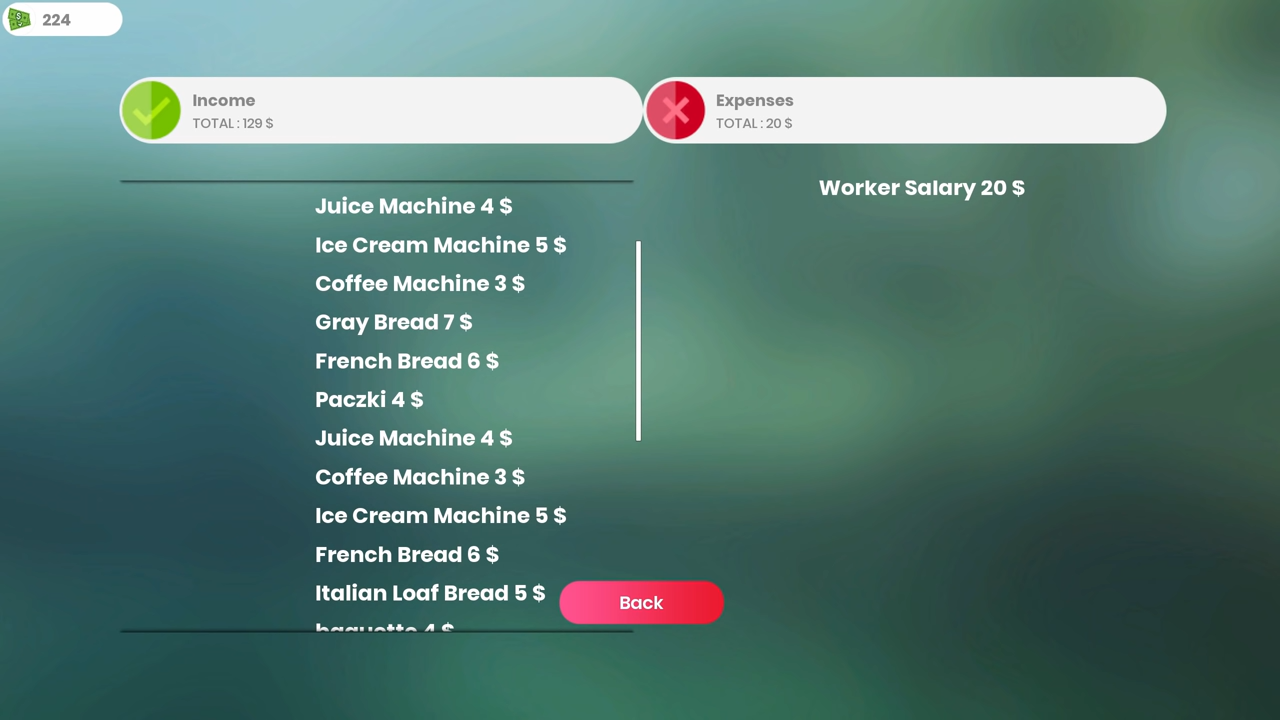 224
Income
TOTAL : 129 $
Expenses
TOTAL : 20 $
Juice Machine 4 $
Ice Cream Machine 5 $
Coffee Machine 3 $
Gray Bread 7 $
French Bread 6 $
Paczki 4 $
Juice Machine 4 $
Coffee Machine 3 $
Ice Cream Machine 5 $
French Bread 6 $
Italian Loaf Bread 5 $
baguette 4 $
Worker Salary 20 $
Back